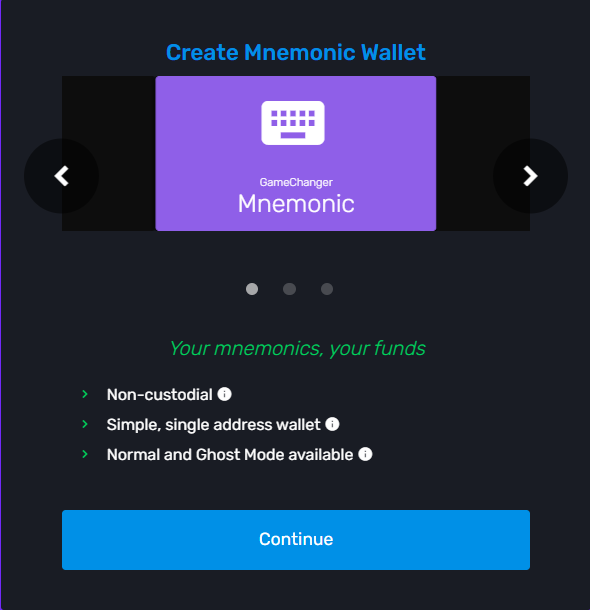 Create Mnemonic Wallet
GameChanger
Mnemonic
Your mnemonics, your funds
Non-custodial
Simple, single address wallet
Normal and Ghost Mode available
Continue